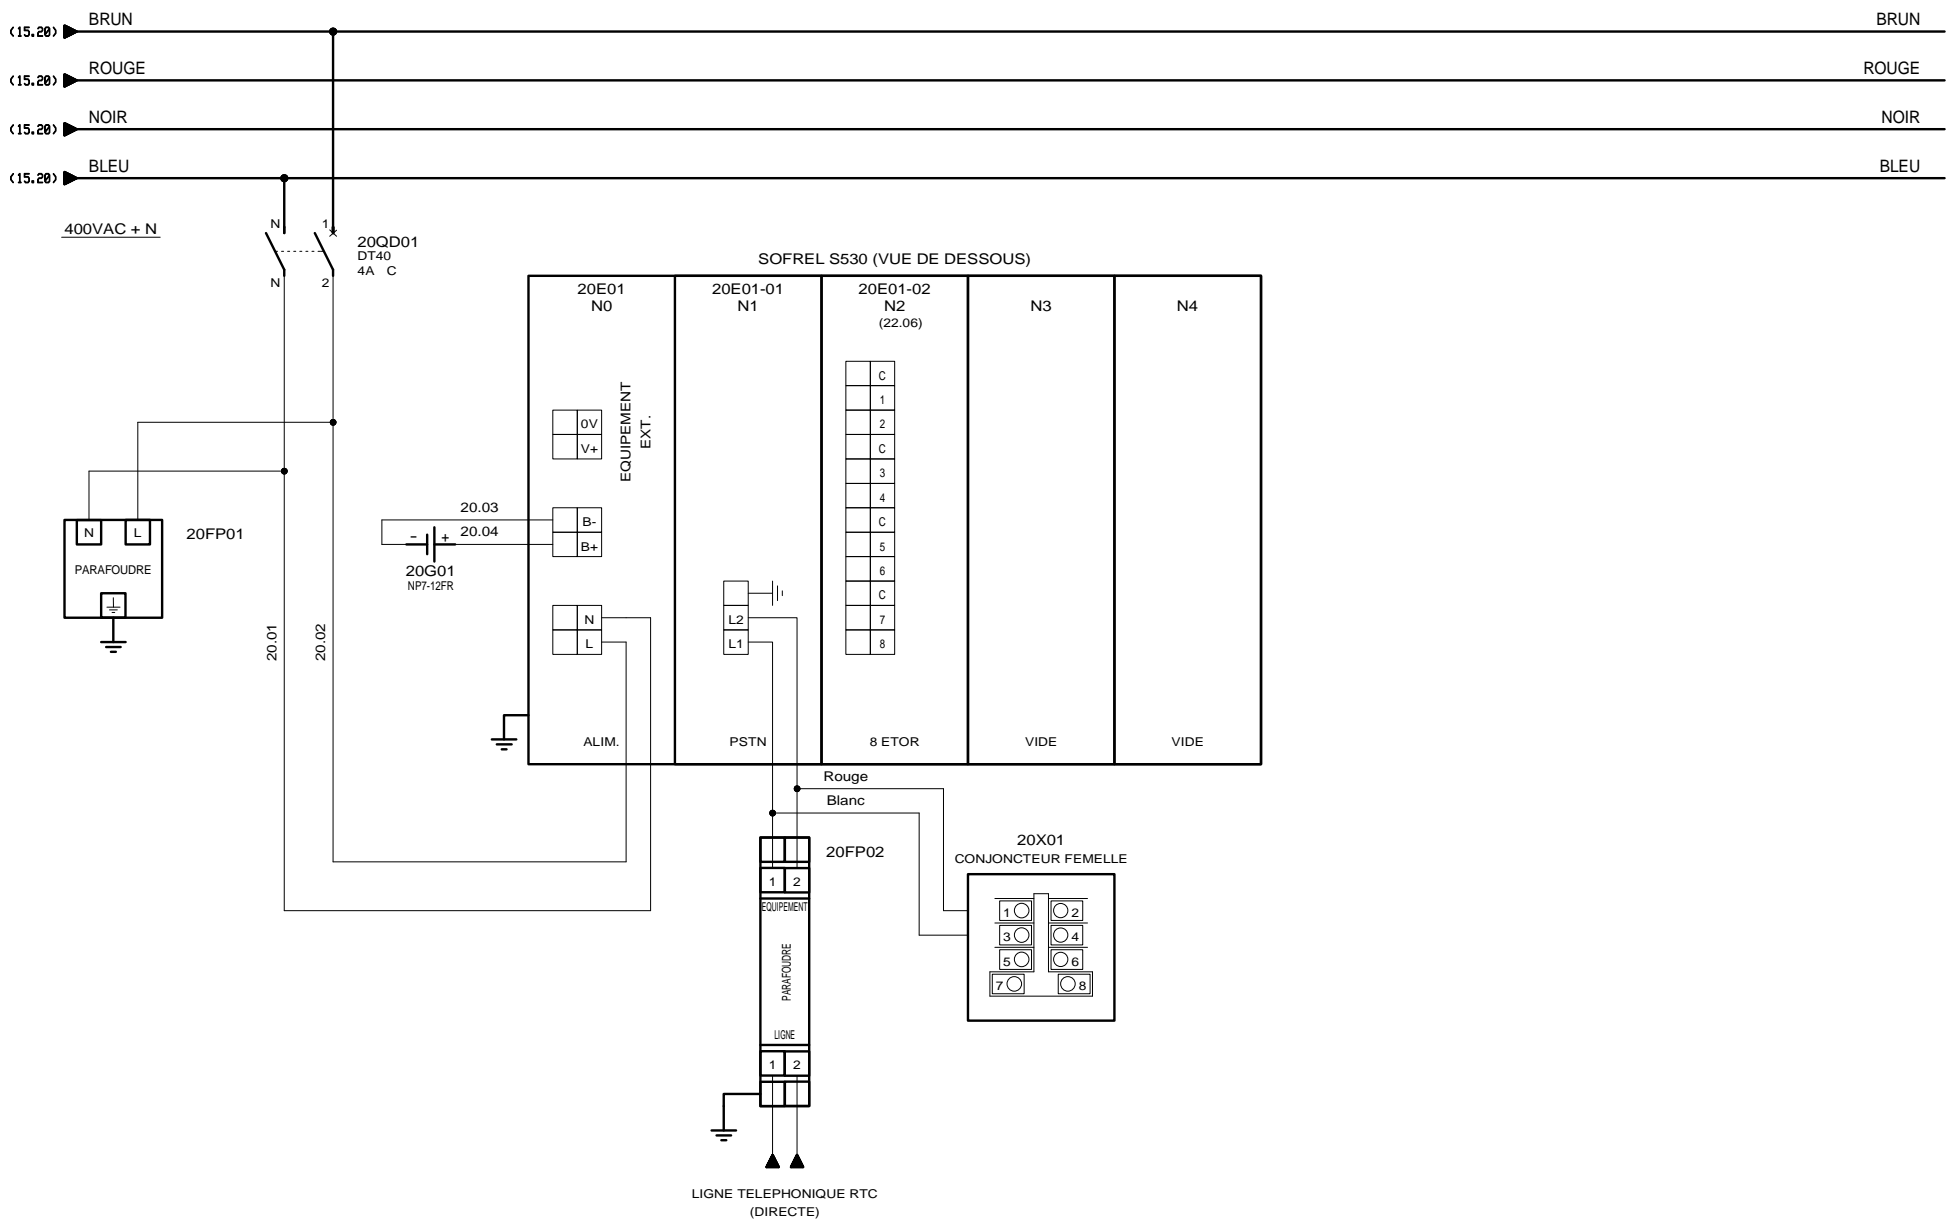 (15.20) BRUN BRUN
(15.20) ROUGE ROUGE
(15.20) NOIR NOIR
(15.20) BLEU BLEU
400VAC + N
N 1
20QD01
DT40
4A C
N 2
SOFREL S530 (VUE DE DESSOUS)
20E01 20E01-01 20E01-02
N0 N1 N2 N3 N4
(22.06)
EQUIPEMENT
EXT.
0V
V+
C
1
2
C
3
4
C
5
6
C
7
8
20.03
B-
20.04
B+
- +
20G01
NP7-12FR
N L
20FP01
PARAFOUDRE
20.01
20.02
N
L
L2
L1
ALIM. PSTN 8 ETOR VIDE VIDE
Rouge
Blanc
20FP02
1 2
EQUIPEMENT
PARAFOUDRE
LIGNE
1 2
20X01
CONJONCTEUR FEMELLE
1 2
3 4
5 6
7 8
LIGNE TELEPHONIQUE RTC
(DIRECTE)